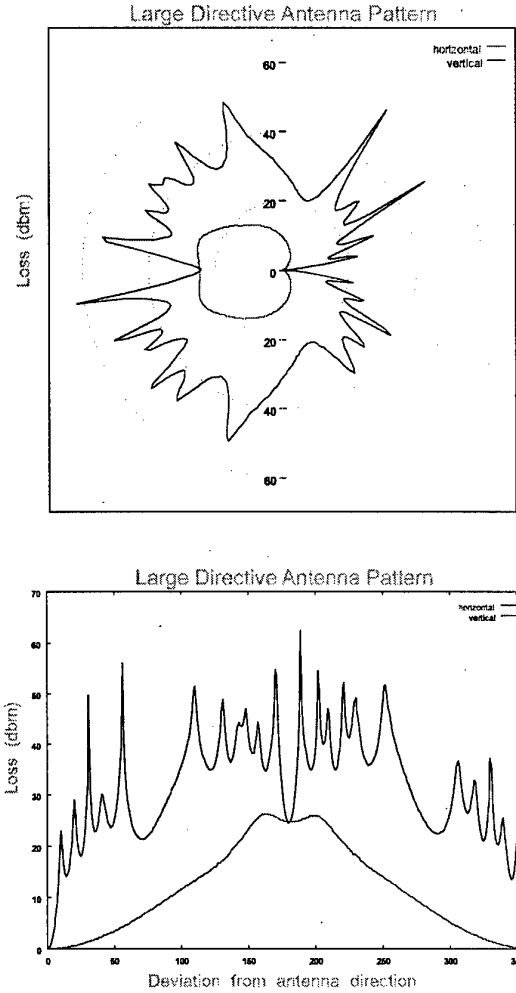 Large Directive Antenna Pattern
horizontal
vertical
60
40
20
0
20
40
60
Loss (dbm)
Large Directive Antenna Pattern
horizontal
vertical
70
60
50
40
30
20
10
0
Loss (dbm)
0 50 100 150 200 250 300
Deviation from antenna direction